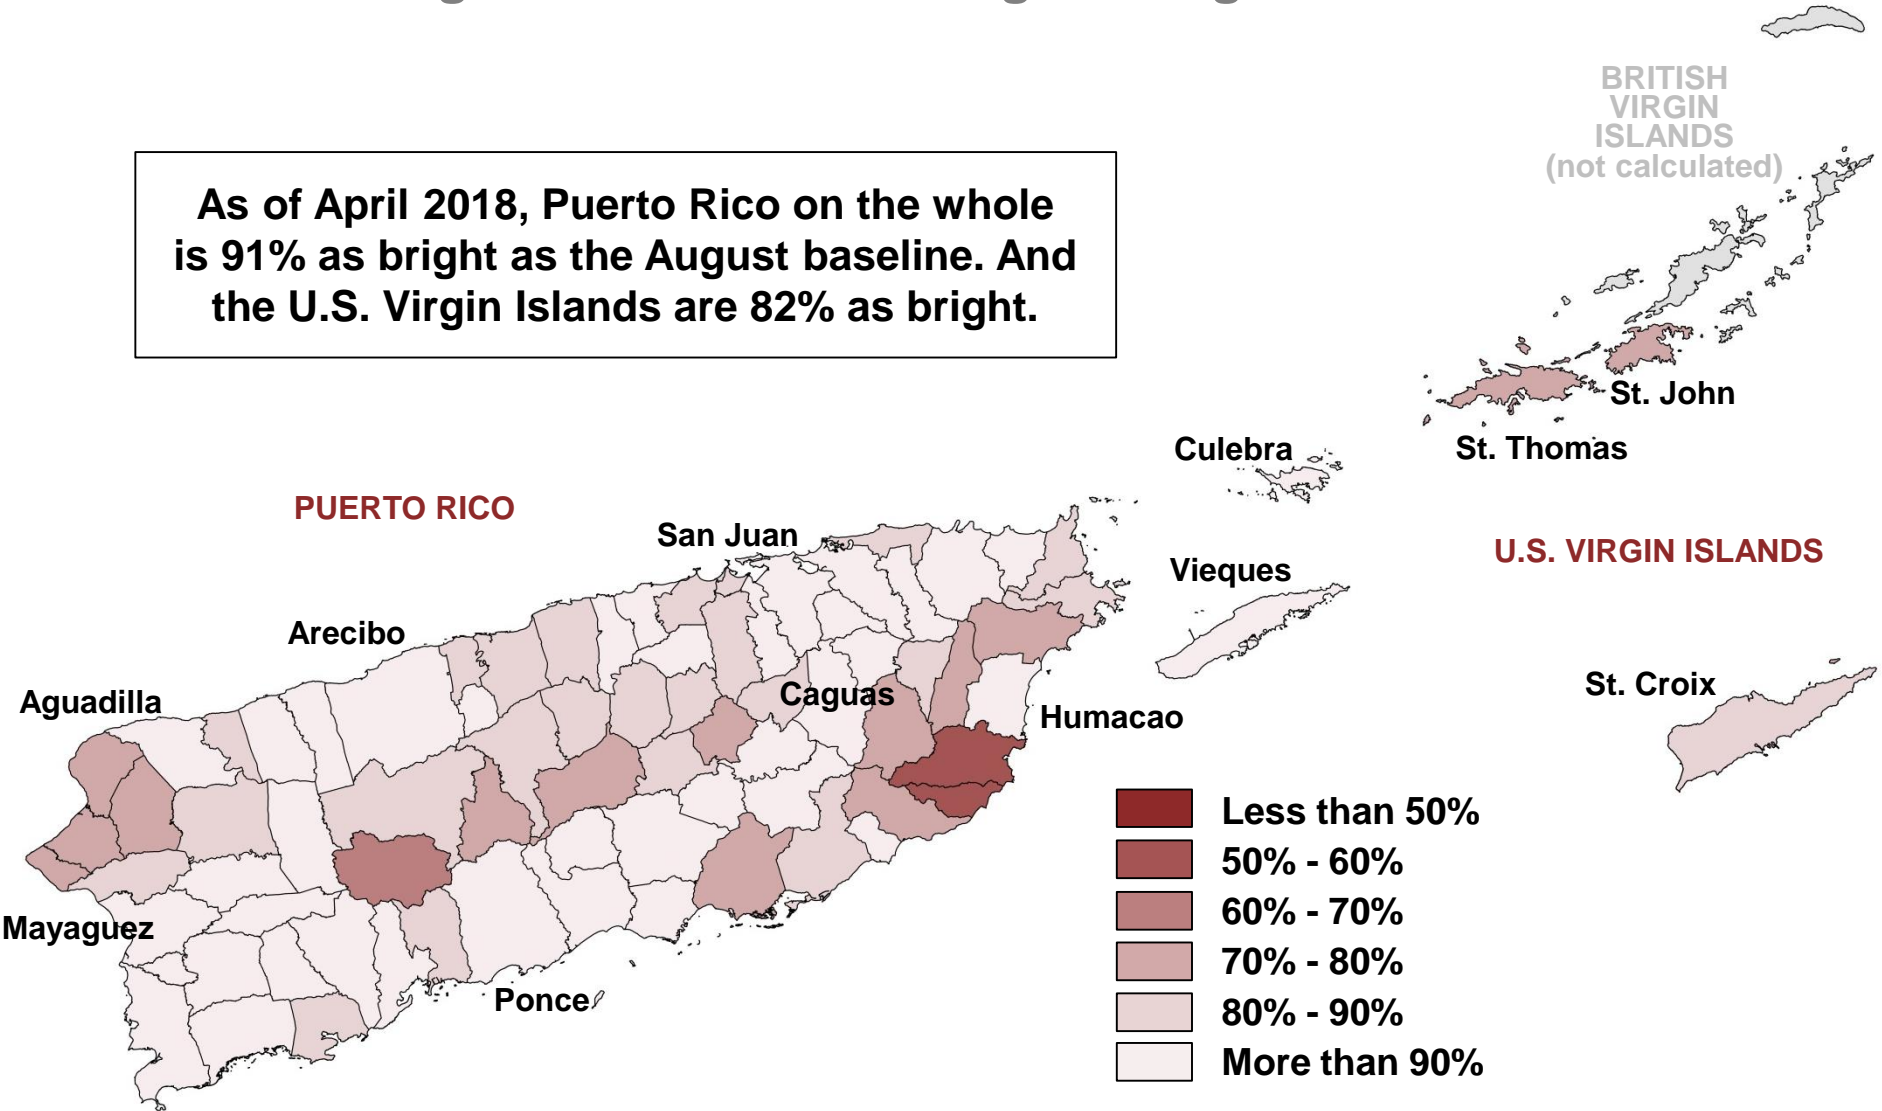 BRITISH
VIRGIN
ISLANDS
(not calculated)
As of April 2018, Puerto Rico on the whole
is 91% as bright as the August baseline. And
the U.S. Virgin Islands are 82% as bright.
St. John
St. Thomas
Culebra
PUERTO RICO
San Juan
U.S. VIRGIN ISLANDS
Vieques
Arecibo
St. Croix
Aguadilla
Caguas
Humacao
Mayaguez
Ponce
Less than 50%
50% - 60%
60% - 70%
70% - 80%
80% - 90%
More than 90%